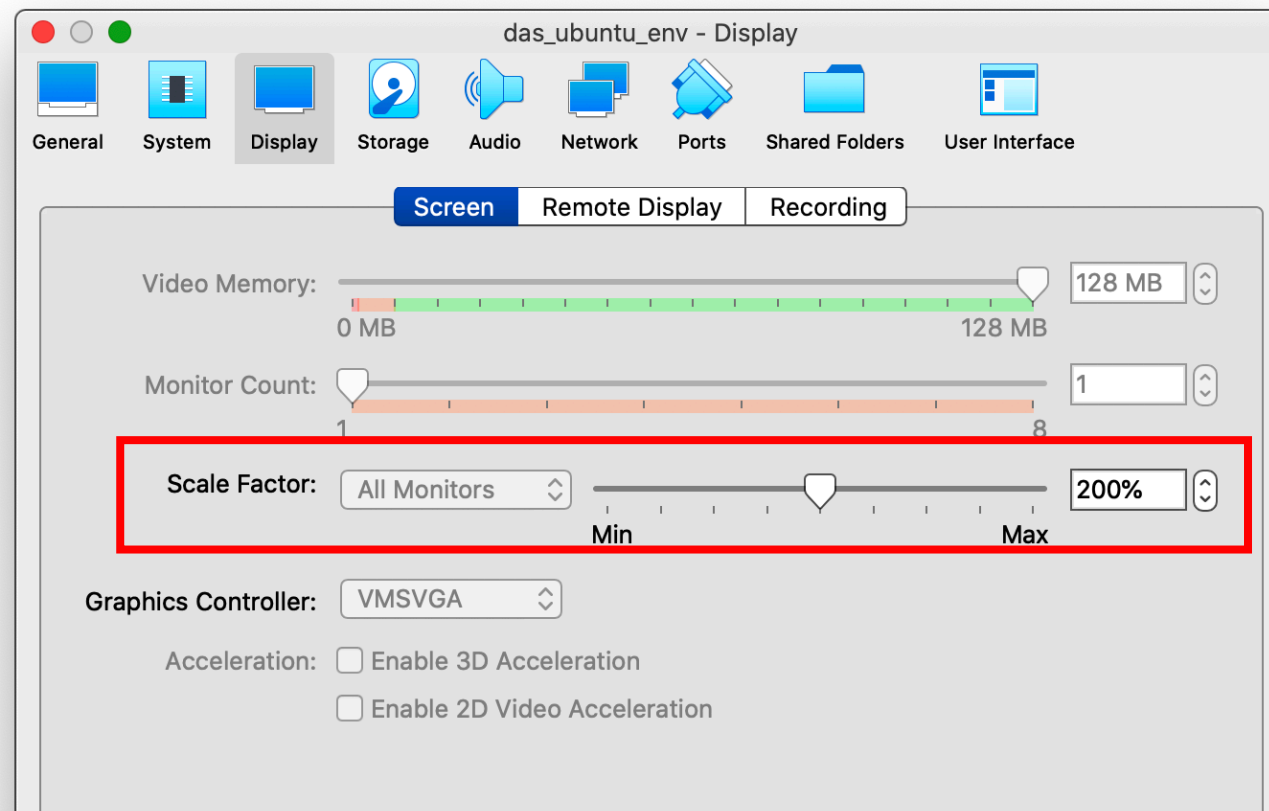 das_ubuntu_env - Display
General System Display Storage Audio Network Ports Shared Folders User Interface
Screen Remote Display Recording
Video Memory: 128 MB
0 MB 128 MB
Monitor Count: 1
1 8
Scale Factor: All Monitors 200%
Min Max
Graphics Controller: VMSVGA
Acceleration: Enable 3D Acceleration
Enable 2D Video Acceleration